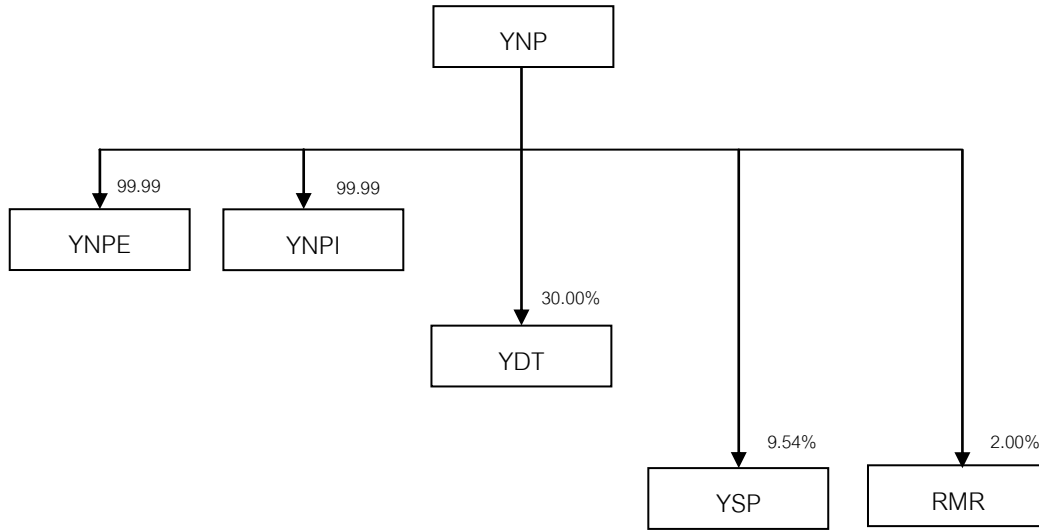 YNP
99.99
99.99
YNPE
YNPI
30.00%
YDT
9.54%
2.00%
YSP
RMR